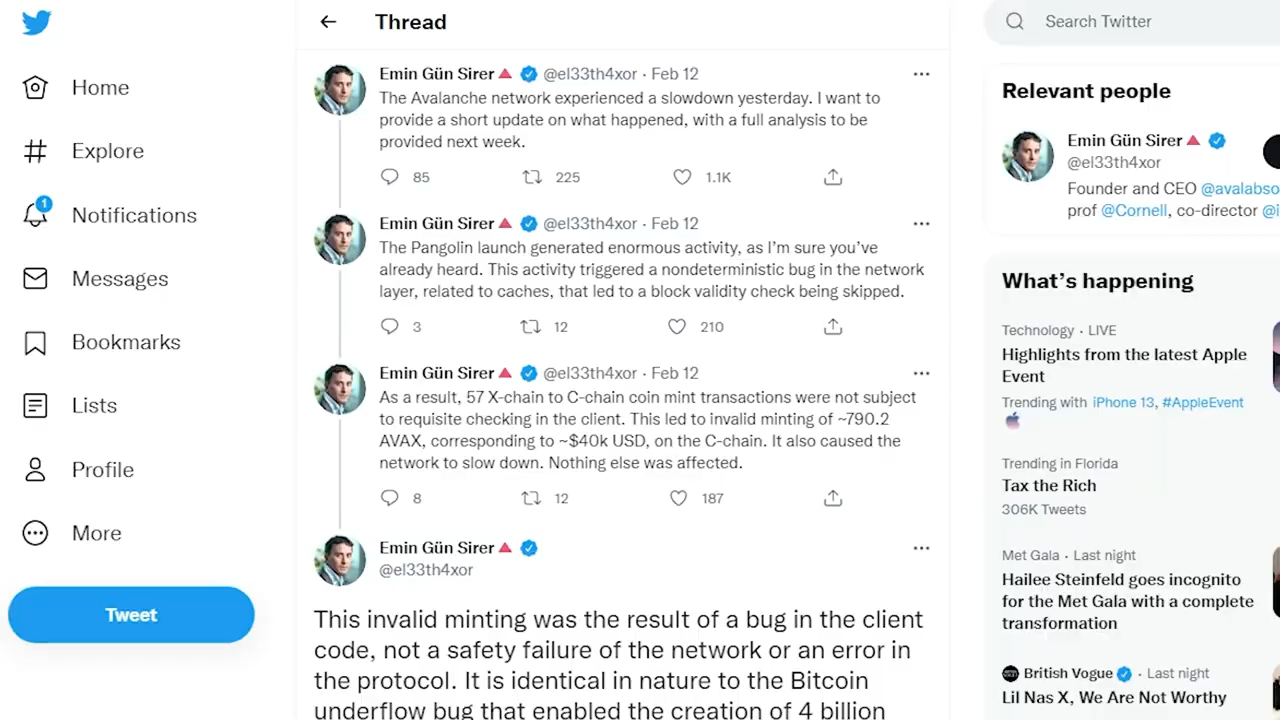 Home
Explore
1
Notifications
Messages
Bookmarks
Lists
Profile
More
Tweet
Thread
Emin Gün Sirer @el33th4xor · Feb 12
The Avalanche network experienced a slowdown yesterday. I want to
provide a short update on what happened, with a full analysis to be
provided next week.
85 225 1.1K
Emin Gün Sirer @el33th4xor · Feb 12
The Pangolin launch generated enormous activity, as I'm sure you've
already heard. This activity triggered a nondeterministic bug in the network
layer, related to caches, that led to a block validity check being skipped.
3 12 210
Emin Gün Sirer @el33th4xor · Feb 12
As a result, 57 X-chain to C-chain coin mint transactions were not subject
to requisite checking in the client. This led to invalid minting of ~790.2
AVAX, corresponding to ~$40k USD, on the C-chain. It also caused the
network to slow down. Nothing else was affected.
8 12 187
Emin Gün Sirer
@el33th4xor
This invalid minting was the result of a bug in the client
code, not a safety failure of the network or an error in
the protocol. It is identical in nature to the Bitcoin
underflow bug that enabled the creation of 4 billion
Search Twitter
Relevant people
Emin Gün Sirer
@el33th4xor
Founder and CEO @avalabso
prof @Cornell, co-director @i
What's happening
Technology · LIVE
Highlights from the latest Apple
Event
Trending with iPhone 13, #AppleEvent
Trending in Florida
Tax the Rich
306K Tweets
Met Gala · Last night
Hailee Steinfeld goes incognito
for the Met Gala with a complete
transformation
British Vogue · Last night
Lil Nas X, We Are Not Worthy